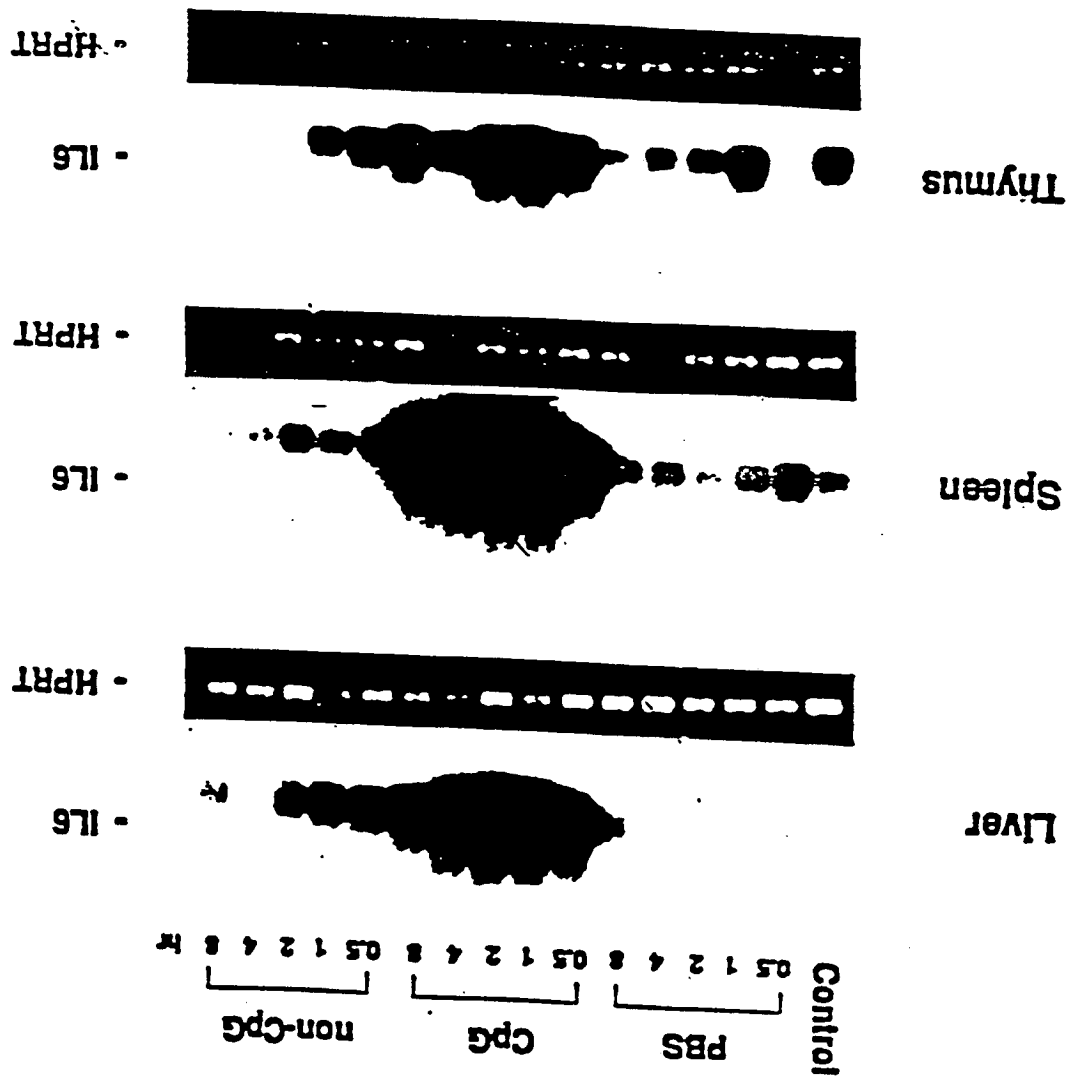 Control PBS CpG non-CpG
0.5 1 2 4 8 0.5 1 2 4 8 0.5 1 2 4 8 hr
Liver - IL6
- HPRT
Spleen - IL6
- HPRT
Thymus - IL6
- HPRT